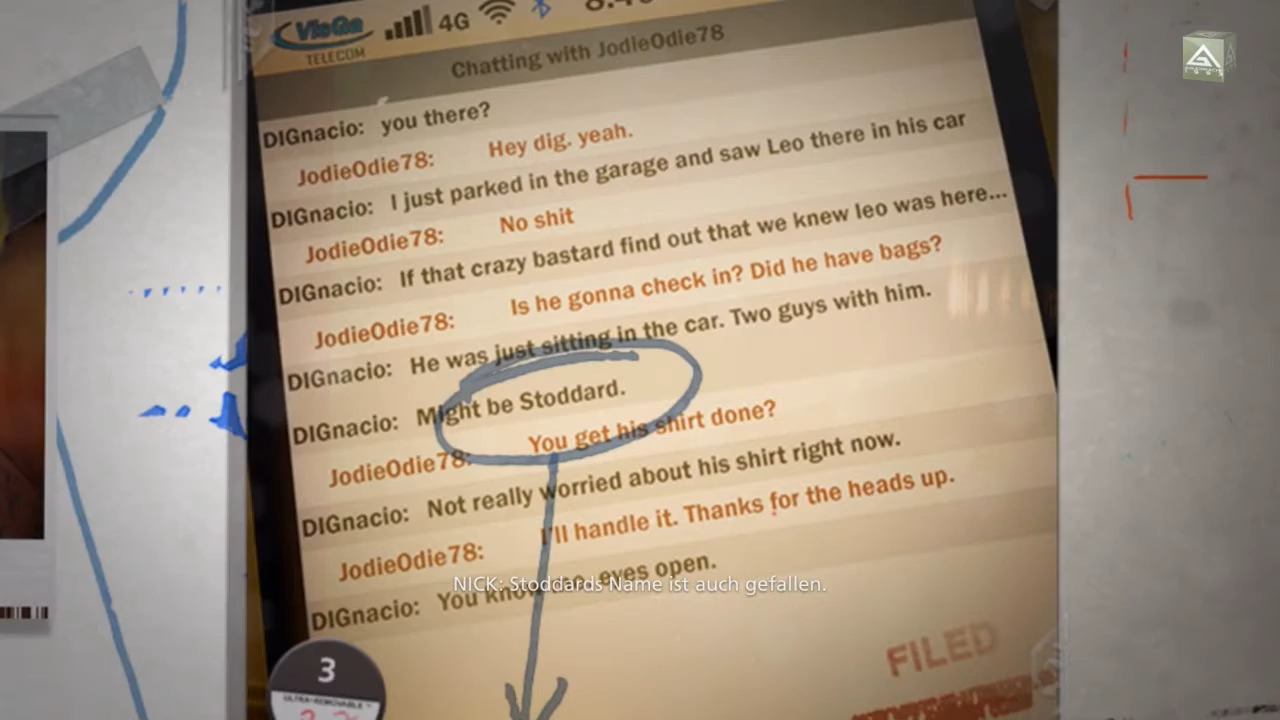 VioGa
TELECOM
4G
Chatting with JodieOdie78
DIGnacio: you there?
JodieOdie78: Hey dig. yeah.
DIGnacio: I just parked in the garage and saw Leo there in his car
JodieOdie78: No shit
DIGnacio: If that crazy bastard find out that we knew leo was here...
JodieOdie78: Is he gonna check in? Did he have bags?
DIGnacio: He was just sitting in the car. Two guys with him.
DIGnacio: Might be Stoddard.
JodieOdie78: You get his shirt done?
DIGnacio: Not really worried about his shirt right now.
JodieOdie78: I'll handle it. Thanks for the heads up.
DIGnacio: You know Leo, eyes open.
NICK: Stoddards Name ist auch gefallen.
FILED
3
ULTRA-REMOVABLE